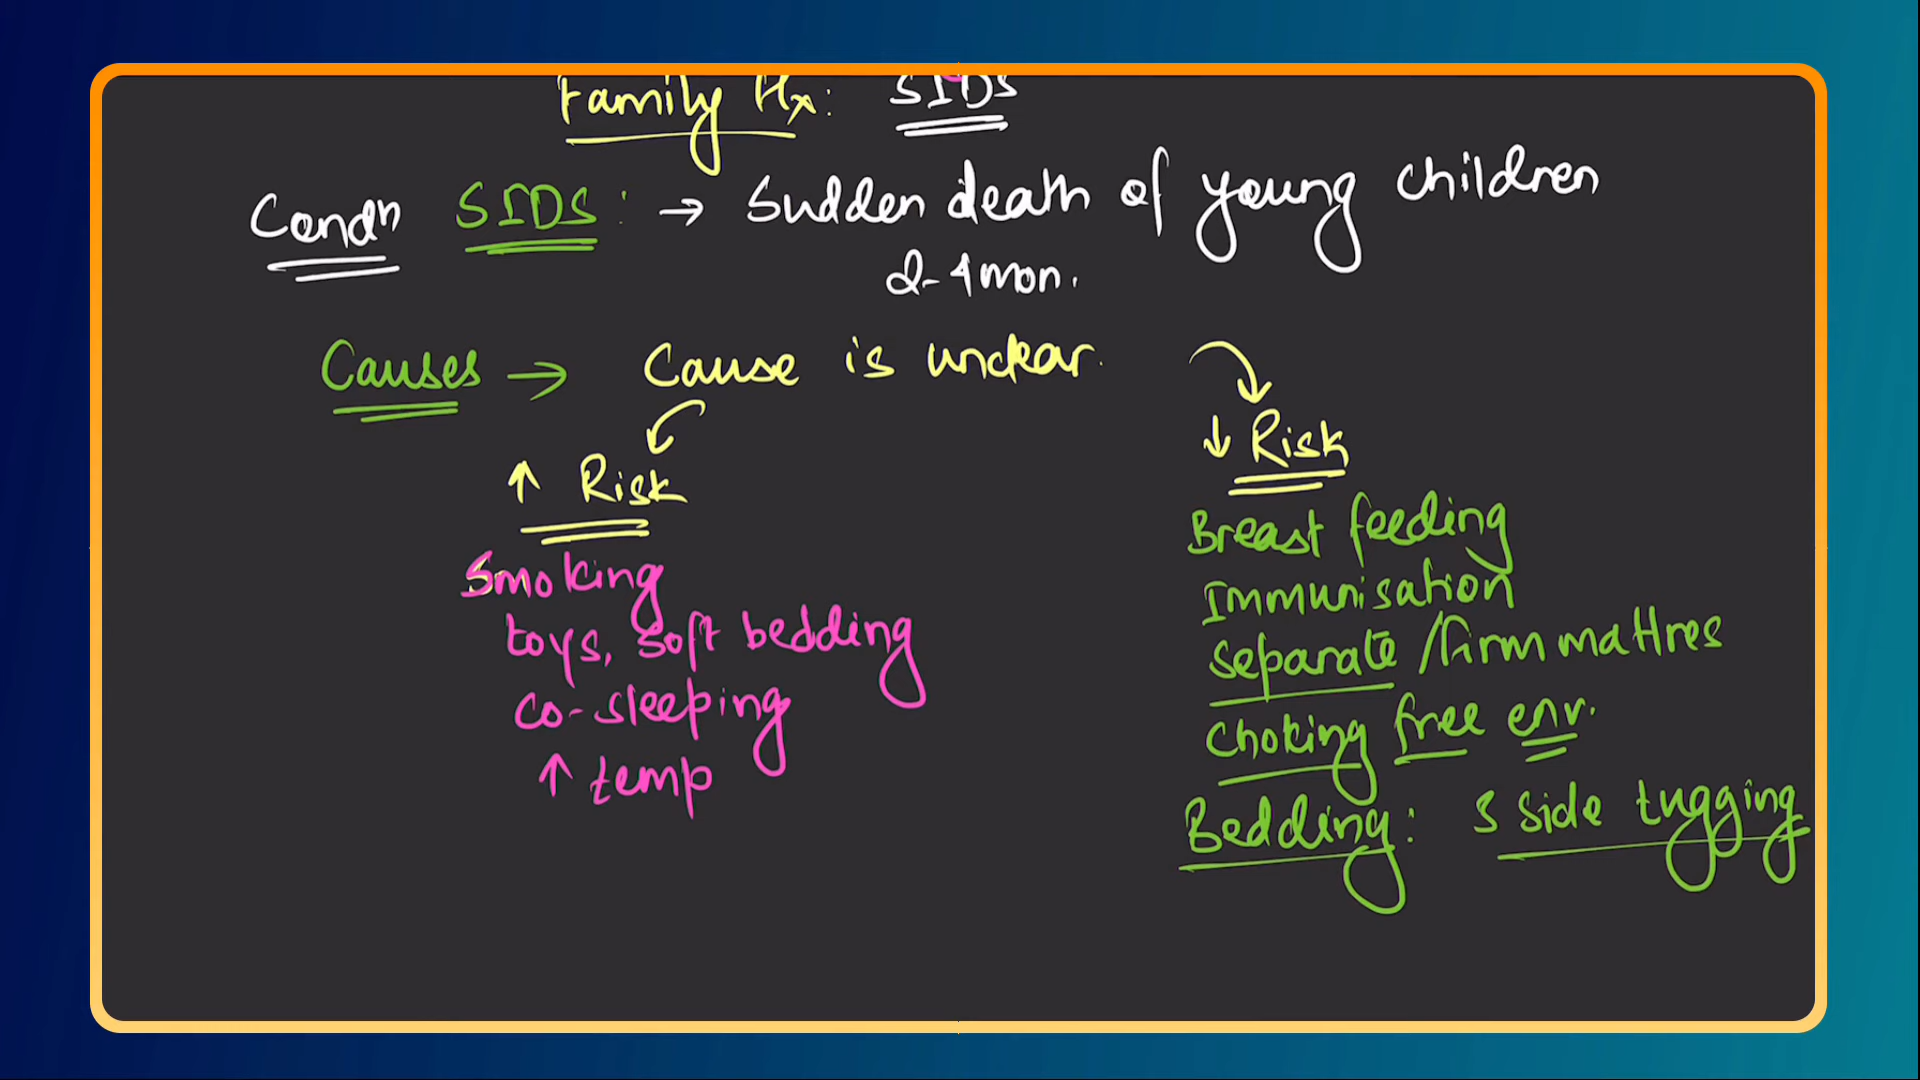 Family Hx: SIDS
Condn SIDS: → Sudden death of young children
2-4 mon.
Causes → Cause is unclear.
↑ Risk
Smoking
toys, soft bedding
co-sleeping
↑ temp
↓ Risk
Breast feeding
Immunisation
Separate / firm mattres
Choking free env.
Bedding: 3 side tugging